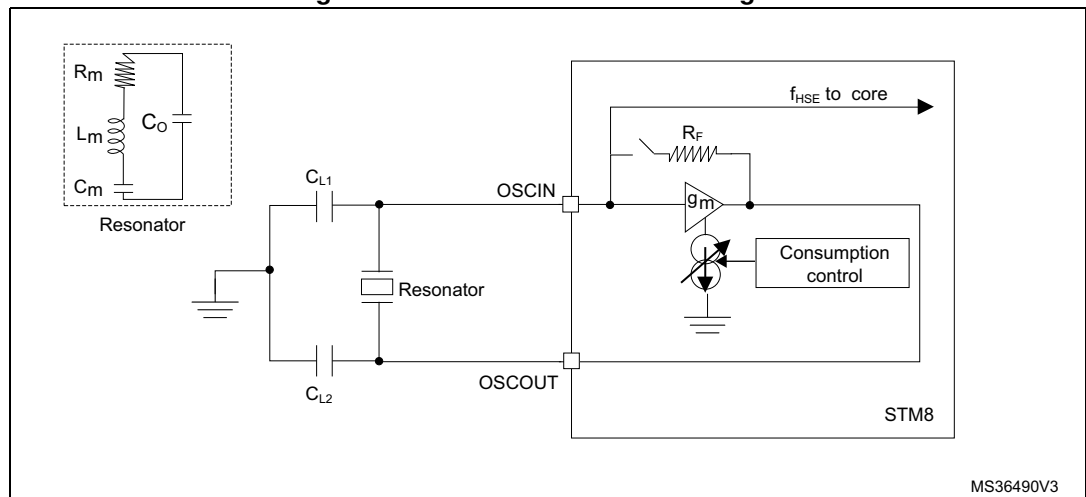 Rm
Lm
CO
Cm
Resonator
CL1
CL2
Resonator
OSCIN
OSCOUT
fHSE to core
RF
gm
Consumption
control
STM8
MS36490V3